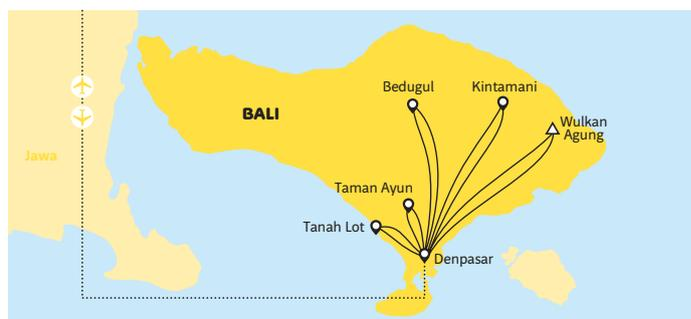 Bedugul
Kintamani
BALI
Wulkan
Agung
Jawa
Taman Ayun
Tanah Lot
Denpasar